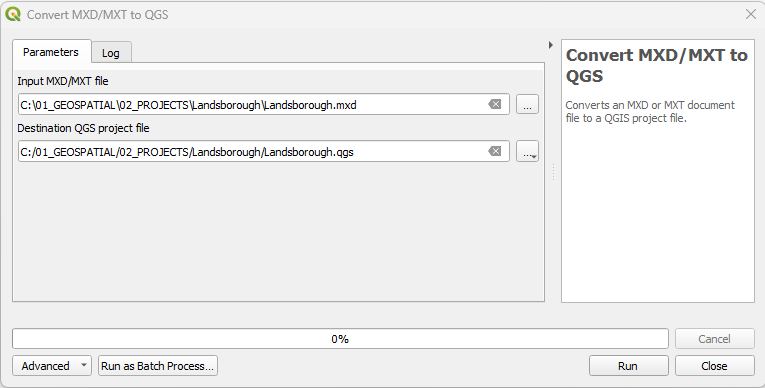 Convert MXD/MXT to QGS
Parameters
Log
Input MXD/MXT file
C:\01_GEOSPATIAL\02_PROJECTS\Landsborough\Landsborough.mxd
...
Destination QGS project file
C:/01_GEOSPATIAL/02_PROJECTS/Landsborough/Landsborough.qgs
...
Convert MXD/MXT to
QGS
Converts an MXD or MXT document
file to a QGIS project file.
0%
Cancel
Advanced
Run as Batch Process...
Run
Close